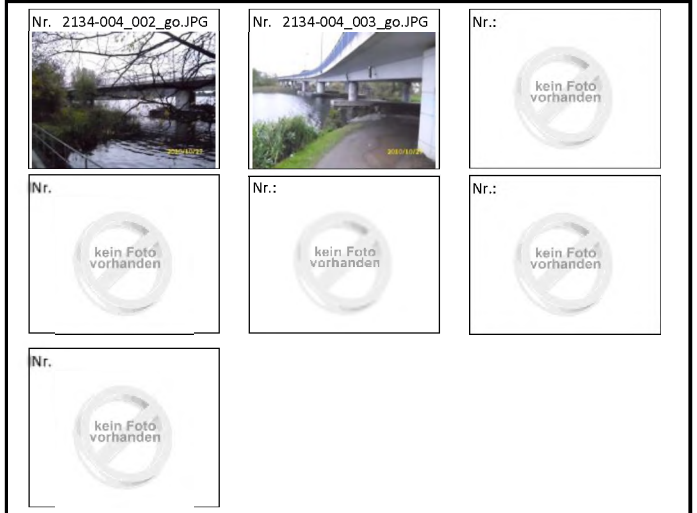 Nr. 2134-004_002_go.JPG
Nr. 2134-004_003_go.JPG
Nr.:
kein Foto
vorhanden
Nr.
kein Foto
vorhanden
Nr.:
kein Foto
vorhanden
Nr.:
kein Foto
vorhanden
Nr.
kein Foto
vorhanden